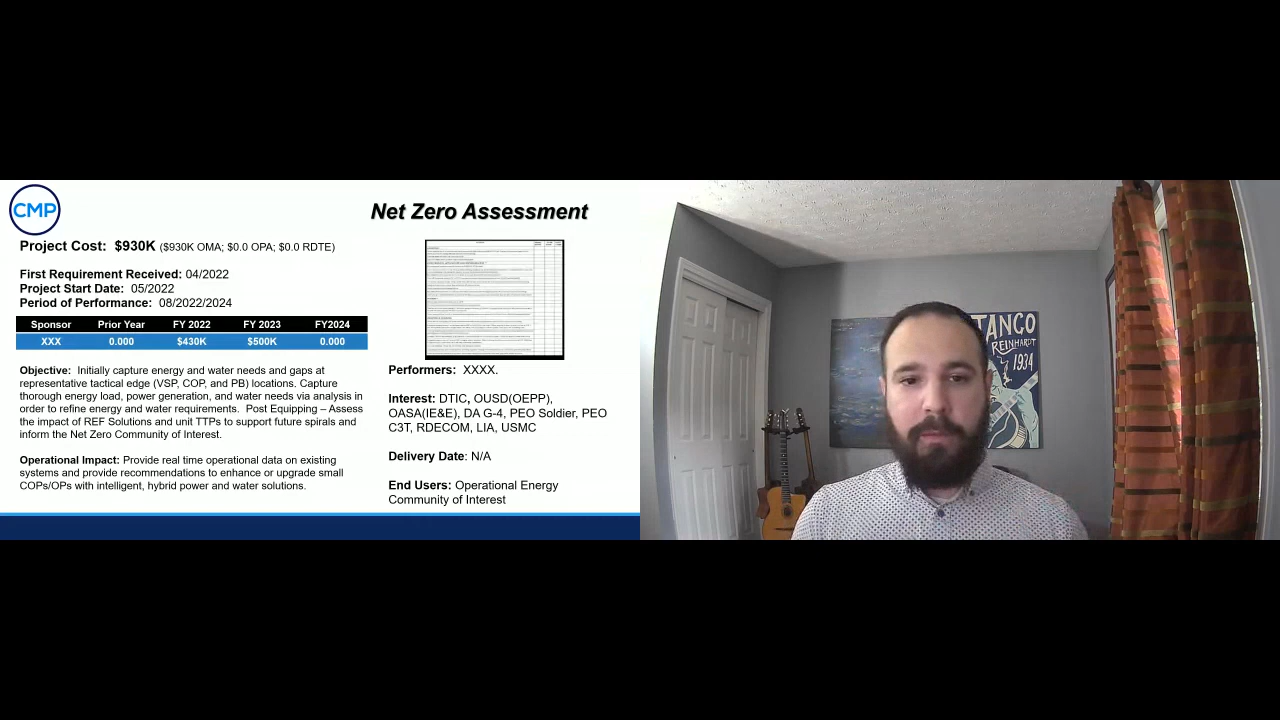 CMP
Net Zero Assessment
Project Cost: $930K ($930K OMA; $0.0 OPA; $0.0 RDTE)
First Requirement Received: 04/2022
Project Start Date: 05/2022
Period of Performance: 08/2022/2024
Sponsor Prior Year FY 2022 FY 2023 FY2024
XXX 0.000 $500K 0.000
Objective: Initially capture energy and water needs and gaps at
representative tactical edge (VSP, COP, and PB) locations. Capture
thorough energy load, power generation, and water needs via analysis in
order to refine energy and water requirements. Post Equipping – Assess
the impact of REF Solutions and unit TTPs to support future spirals and
inform the Net Zero Community of Interest.
Operational Impact: Provide real time operational data on existing
systems and provide recommendations to enhance or upgrade small
COPs/OPs with intelligent, hybrid power and water solutions.
Performers: XXXX.
Interest: DTIC, OUSD(OEPP),
OASA(IE&E), DA G-4, PEO Soldier, PEO
C3T, RDECOM, LIA, USMC
Delivery Date: N/A
End Users: Operational Energy
Community of Interest
TANGO
REINHARDT
1934